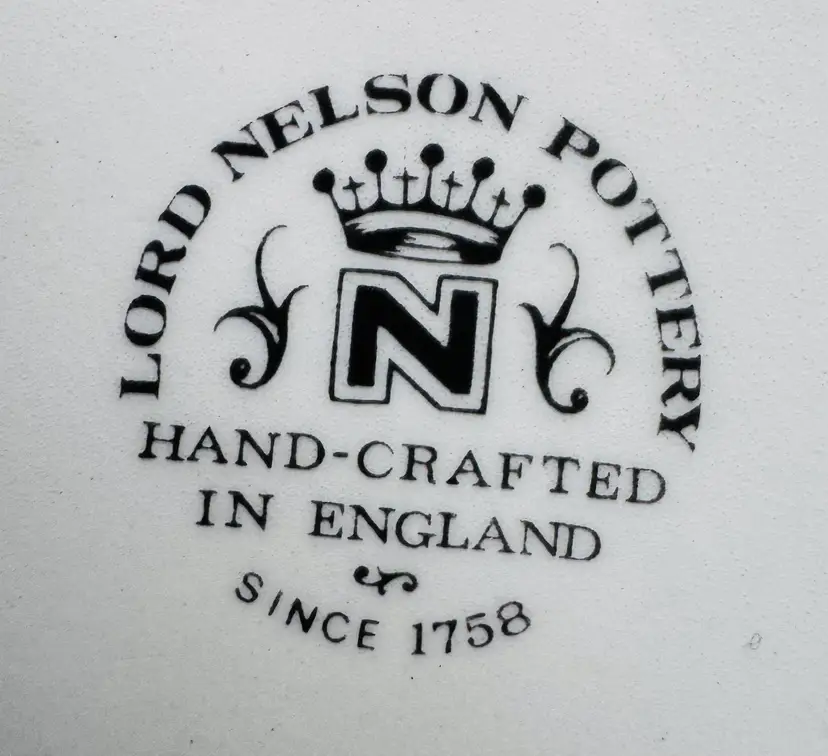 LORD NELSON POTTERY
N
HAND-CRAFTED
IN ENGLAND
SINCE 1758